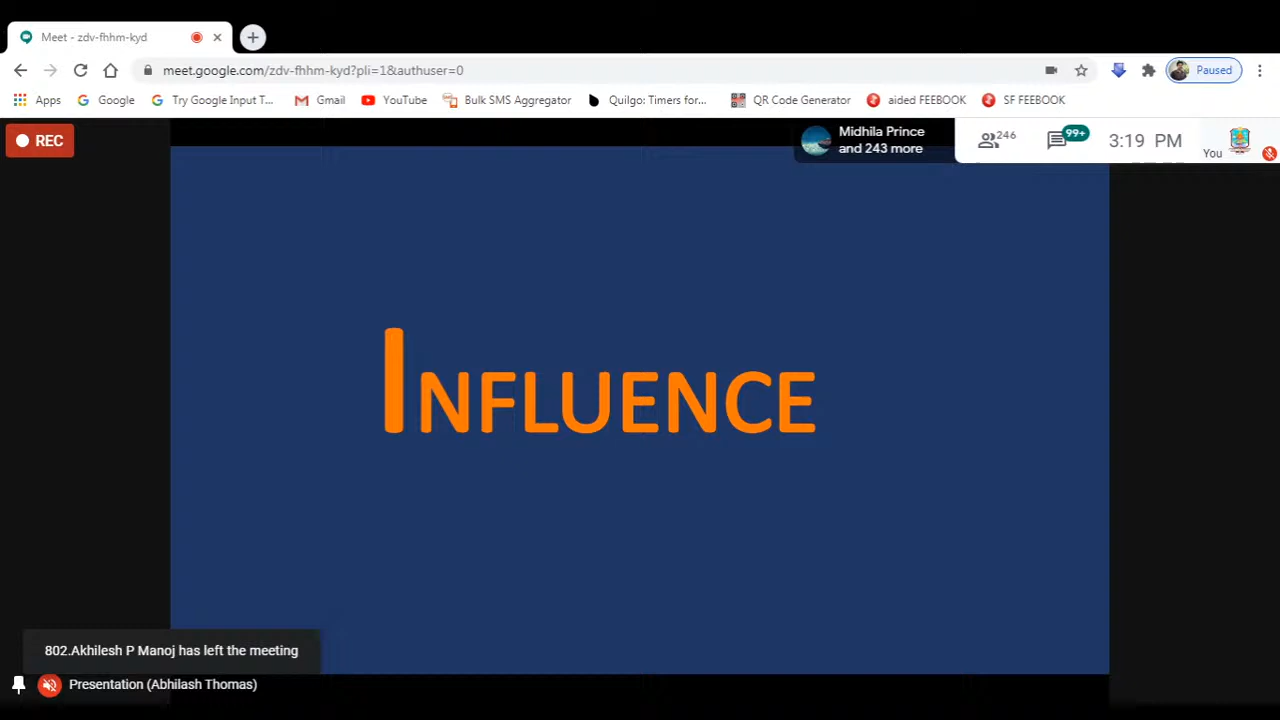 Meet - zdv-fhhm-kyd
meet.google.com/zdv-fhhm-kyd?pli=1&authuser=0
Paused
Apps
Google
Try Google Input T...
Gmail
YouTube
Bulk SMS Aggregator
Quilgo: Timers for...
QR Code Generator
aided FEEBOOK
SF FEEBOOK
REC
Midhila Prince
and 243 more
246
99+
3:19 PM
You
INFLUENCE
802.Akhilesh P Manoj has left the meeting
Presentation (Abhilash Thomas)